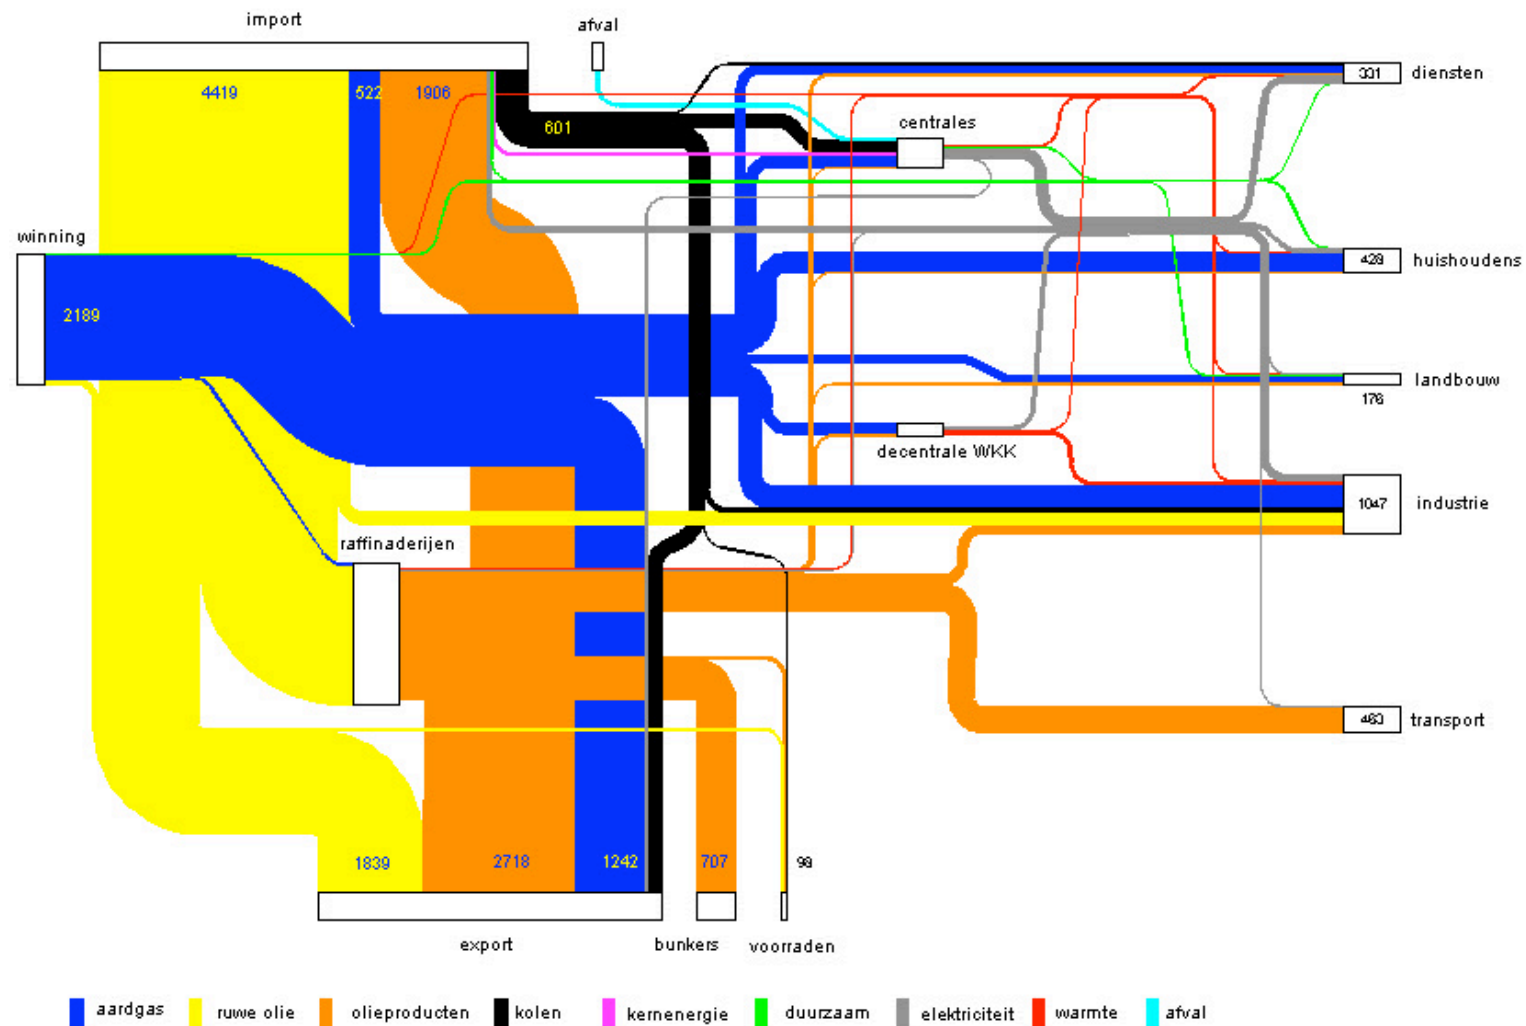 import
afval
4419
522
1906
331
diensten
601
centrales
winning
428
huishoudens
2189
landbouw
176
decentrale WKK
1047
industrie
raffinaderijen
463
transport
1839
2718
1242
707
98
export
bunkers
voorraden
aardgas
ruwe olie
olieproducten
kolen
kernenergie
duurzaam
elektriciteit
warmte
afval